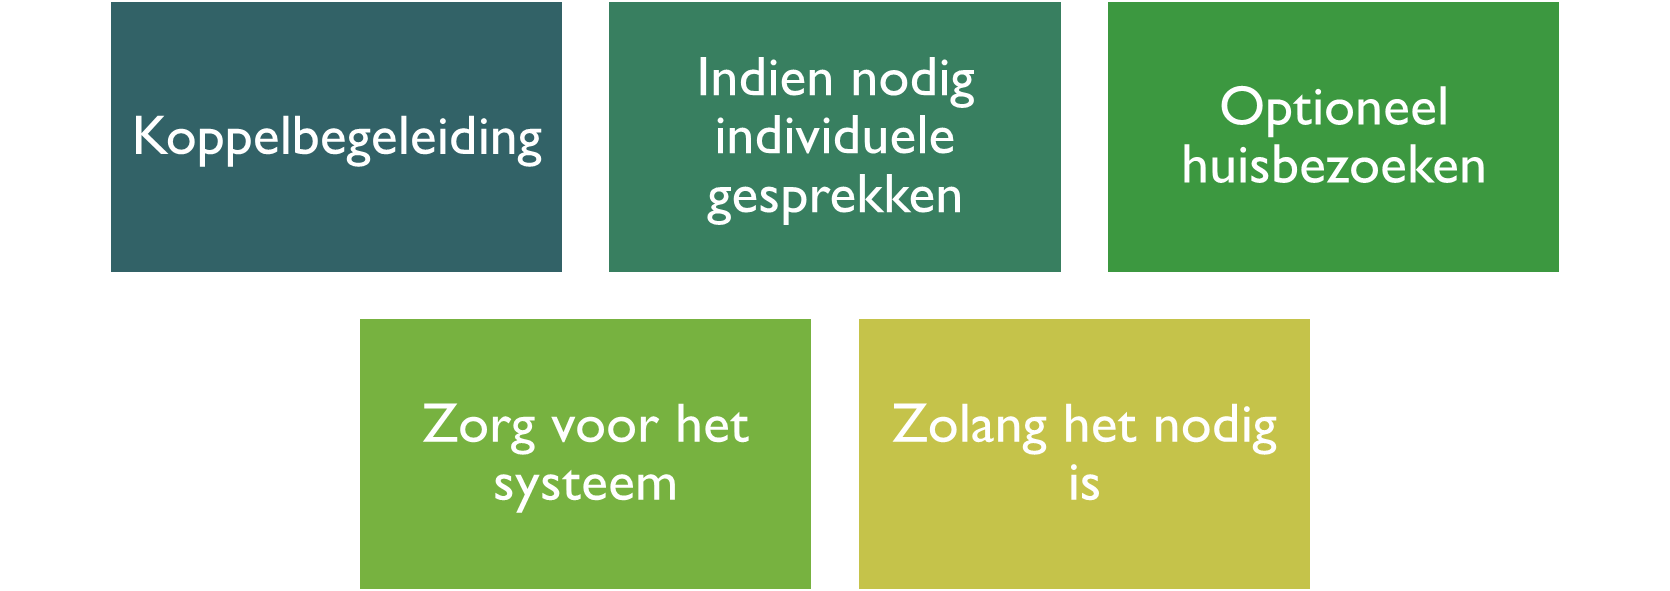 Koppelbegeleiding
Indien nodig
individuele
gesprekken
Optioneel
huisbezoeken
Zorg voor het
systeem
Zolang het nodig
is